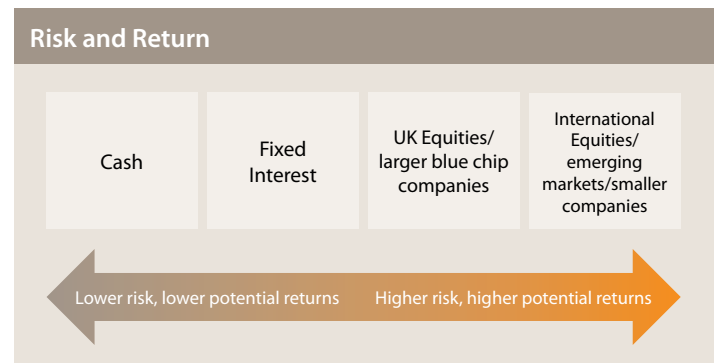 Risk and Return
Cash
Fixed
Interest
UK Equities/
larger blue chip
companies
International
Equities/
emerging
markets/smaller
companies
Lower risk, lower potential returns
Higher risk, higher potential returns